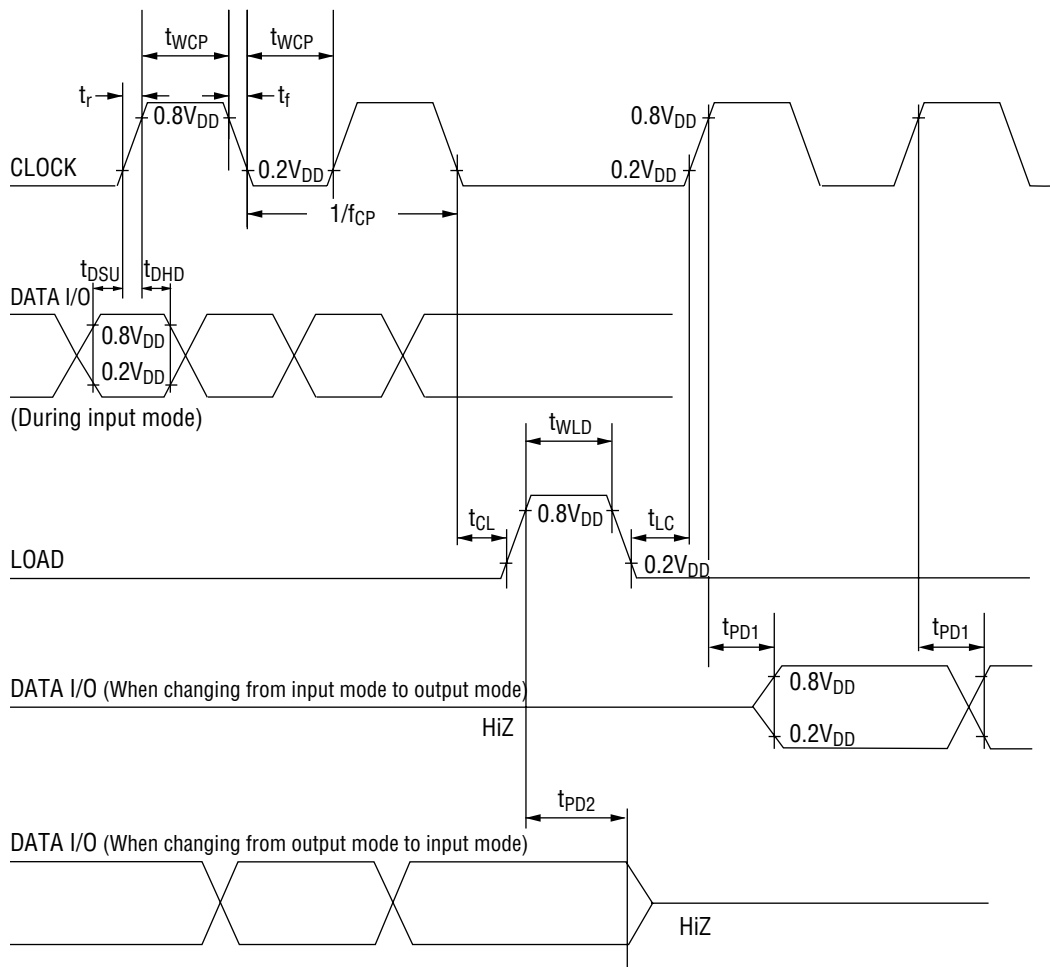 tWCP tWCP
tr tf
0.8VDD 0.8VDD
CLOCK 0.2VDD 0.2VDD
1/fCP
tDSU tDHD
DATA I/O
0.8VDD
0.2VDD
(During input mode)
tWLD
tCL 0.8VDD tLC
LOAD 0.2VDD
tPD1 tPD1
DATA I/O (When changing from input mode to output mode) 0.8VDD
HiZ 0.2VDD
tPD2
DATA I/O (When changing from output mode to input mode)
HiZ